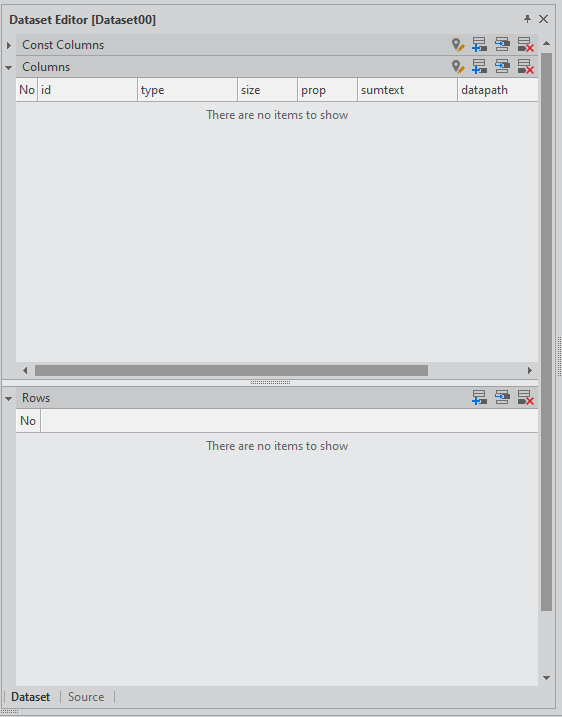 Dataset Editor [Dataset00]
Const Columns
Columns
No id type size prop sumtext datapath
There are no items to show
Rows
No
There are no items to show
Dataset Source